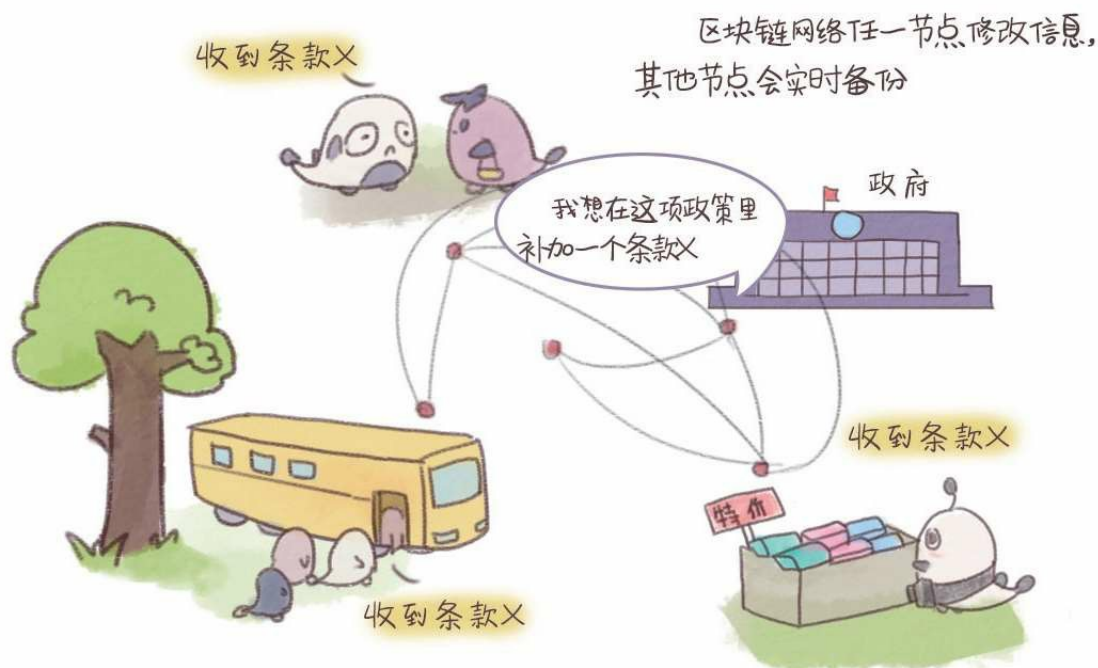 区块链网络任一节点修改信息,
其他节点会实时备份
收到条款X
政府
我想在这项政策里
补加一个条款X
收到条款X
特价
收到条款X